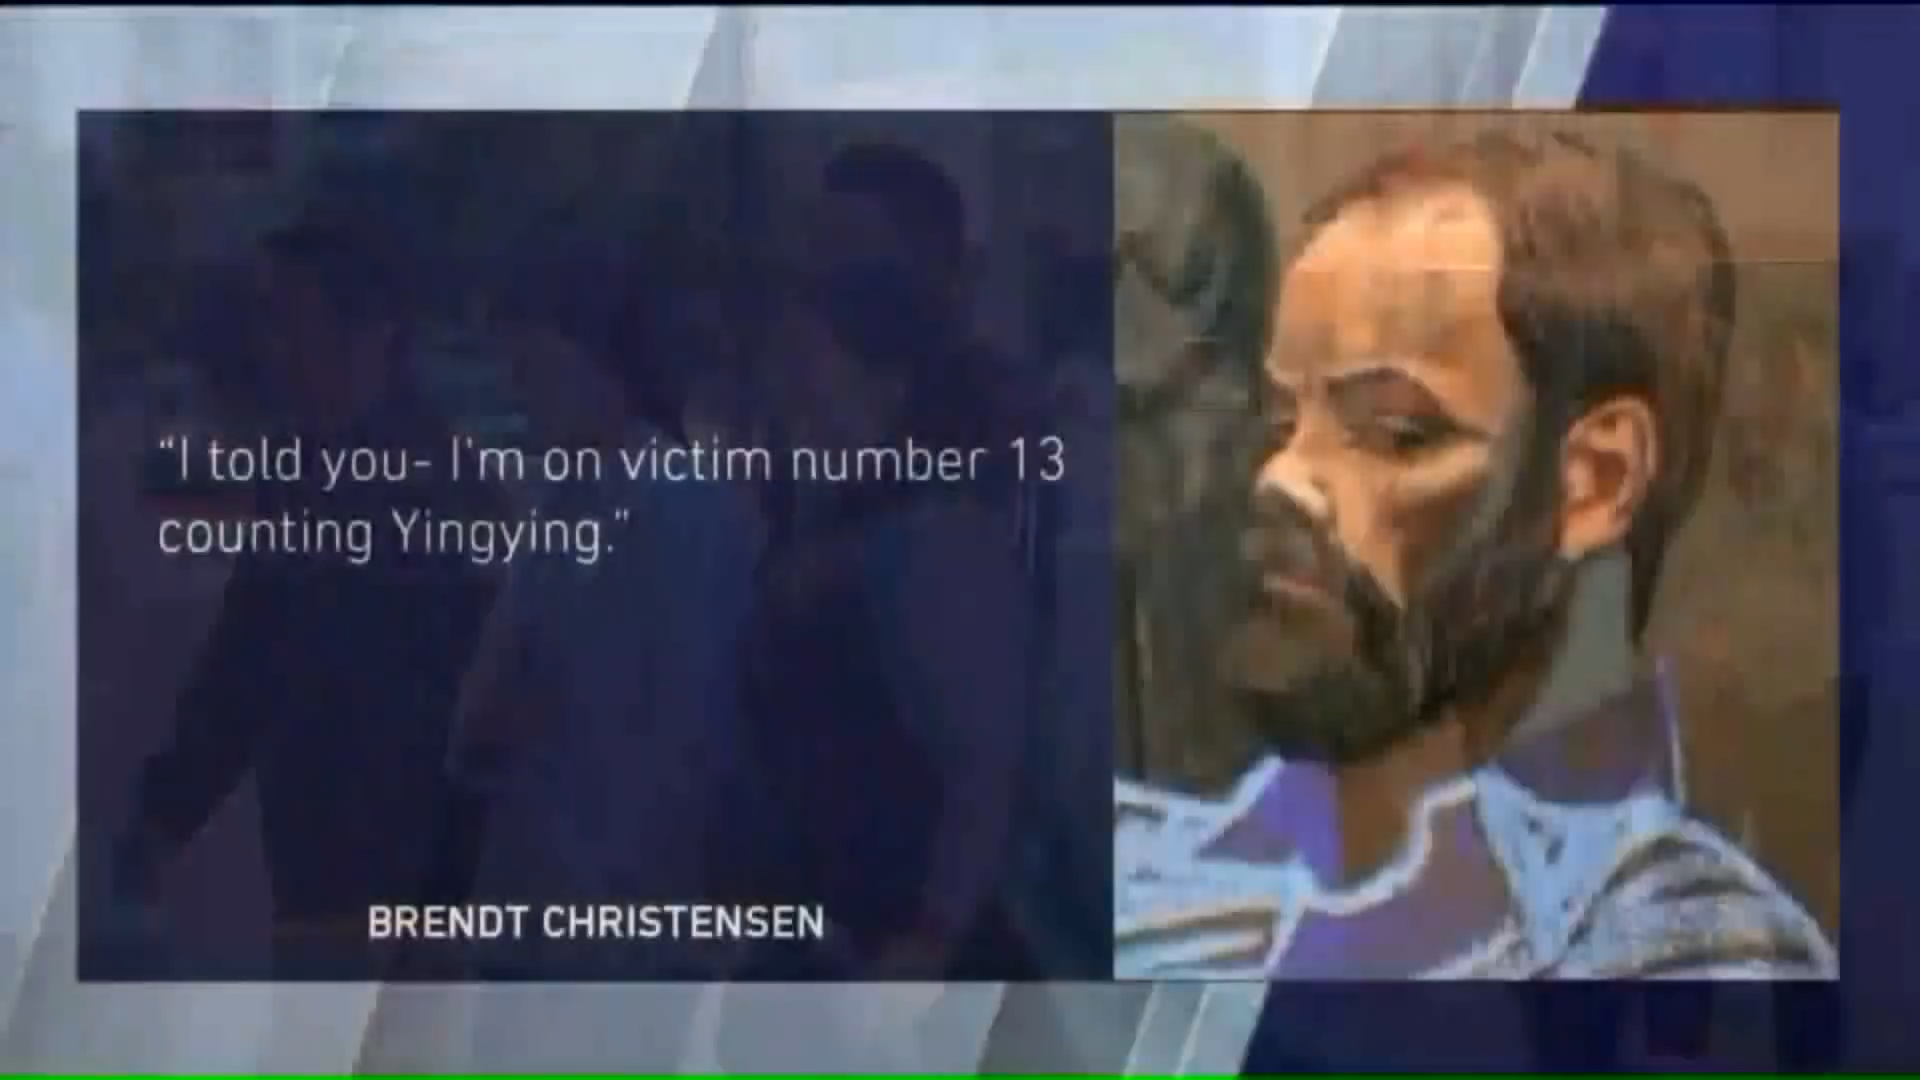 “I told you- I'm on victim number 13
counting Yingying.”
BRENDT CHRISTENSEN